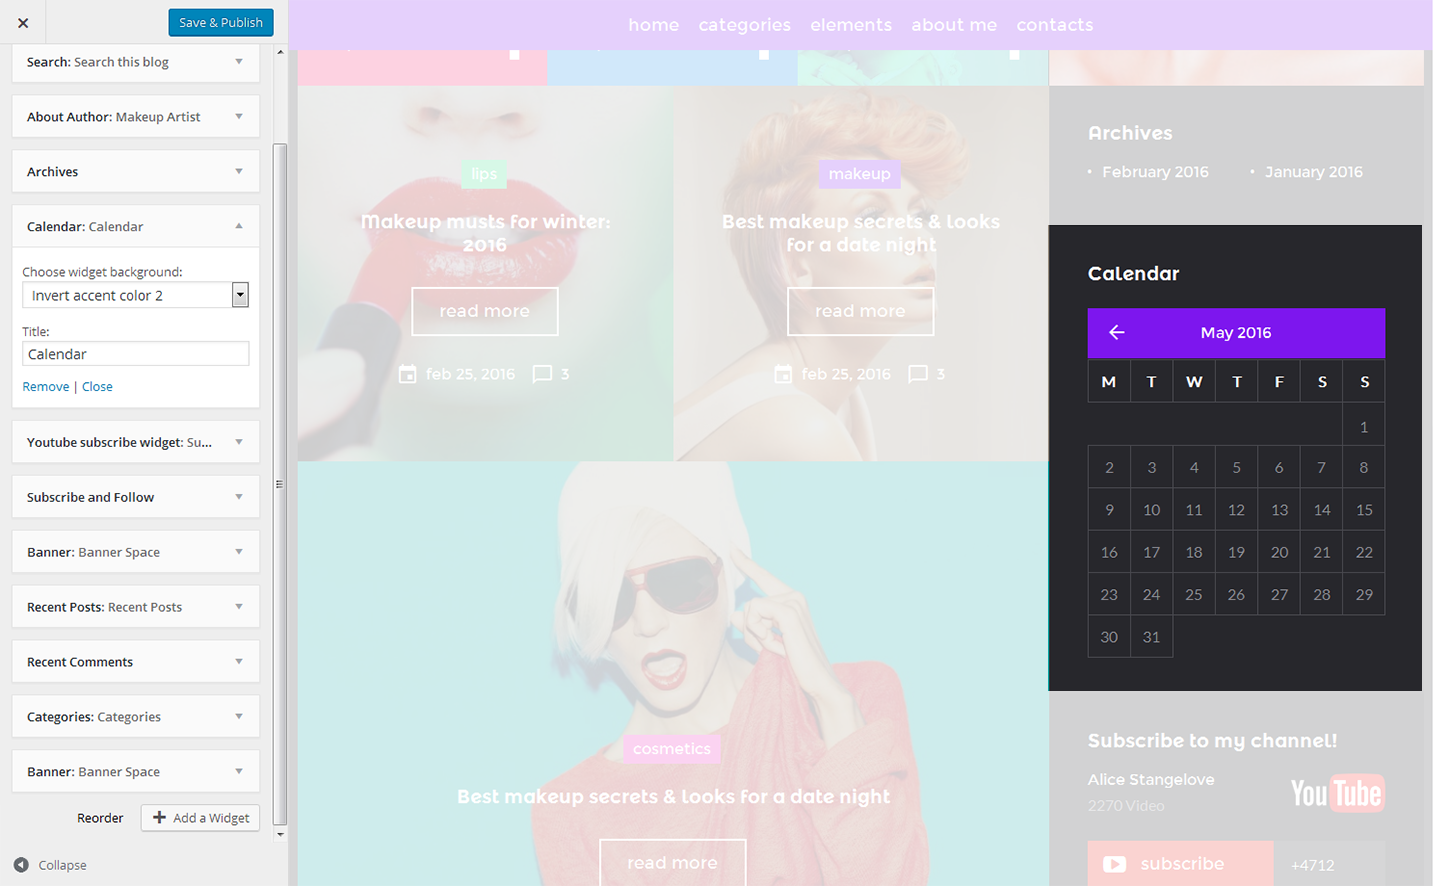 ✕
Save & Publish
Search: Search this blog
About Author: Makeup Artist
Archives
Calendar: Calendar
Choose widget background:
Invert accent color 2
Title:
Calendar
Remove | Close
Youtube subscribe widget: Su...
Subscribe and Follow
Banner: Banner Space
Recent Posts: Recent Posts
Recent Comments
Categories: Categories
Banner: Banner Space
Reorder
+ Add a Widget
Collapse
home categories elements about me contacts
lips
Makeup musts for winter:
2016
read more
feb 25, 2016 3
makeup
Best makeup secrets & looks
for a date night
read more
feb 25, 2016 3
cosmetics
Best makeup secrets & looks for a date night
read more
Archives
• February 2016 • January 2016
Calendar
← May 2016
M T W T F S S
1
2 3 4 5 6 7 8
9 10 11 12 13 14 15
16 17 18 19 20 21 22
23 24 25 26 27 28 29
30 31
Subscribe to my channel!
Alice Stangelove
2270 Video
YouTube
subscribe +4712